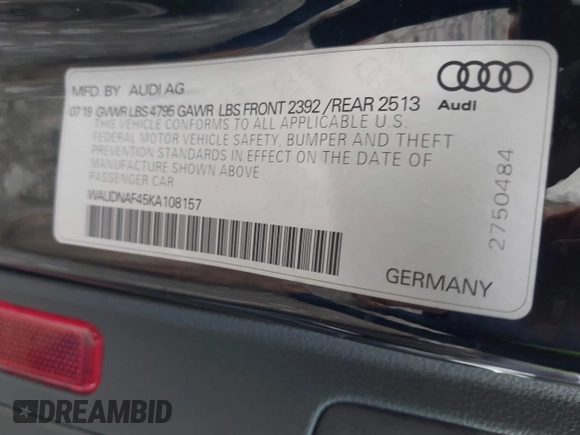 MFD. BY AUDI AG
07 19 GVWR LBS 4795 GAWR LBS FRONT 2392 /REAR 2513
THIS VEHICLE CONFORMS TO ALL APPLICABLE U.S
FEDERAL MOTOR VEHICLE SAFETY, BUMPER AND THEFT
PREVENTION STANDARDS IN EFFECT ON THE DATE OF
MANUFACTURE SHOWN ABOVE
PASSENGER CAR
WAUDNAF45KA108157
Audi
2750484
GERMANY
DREAMBID